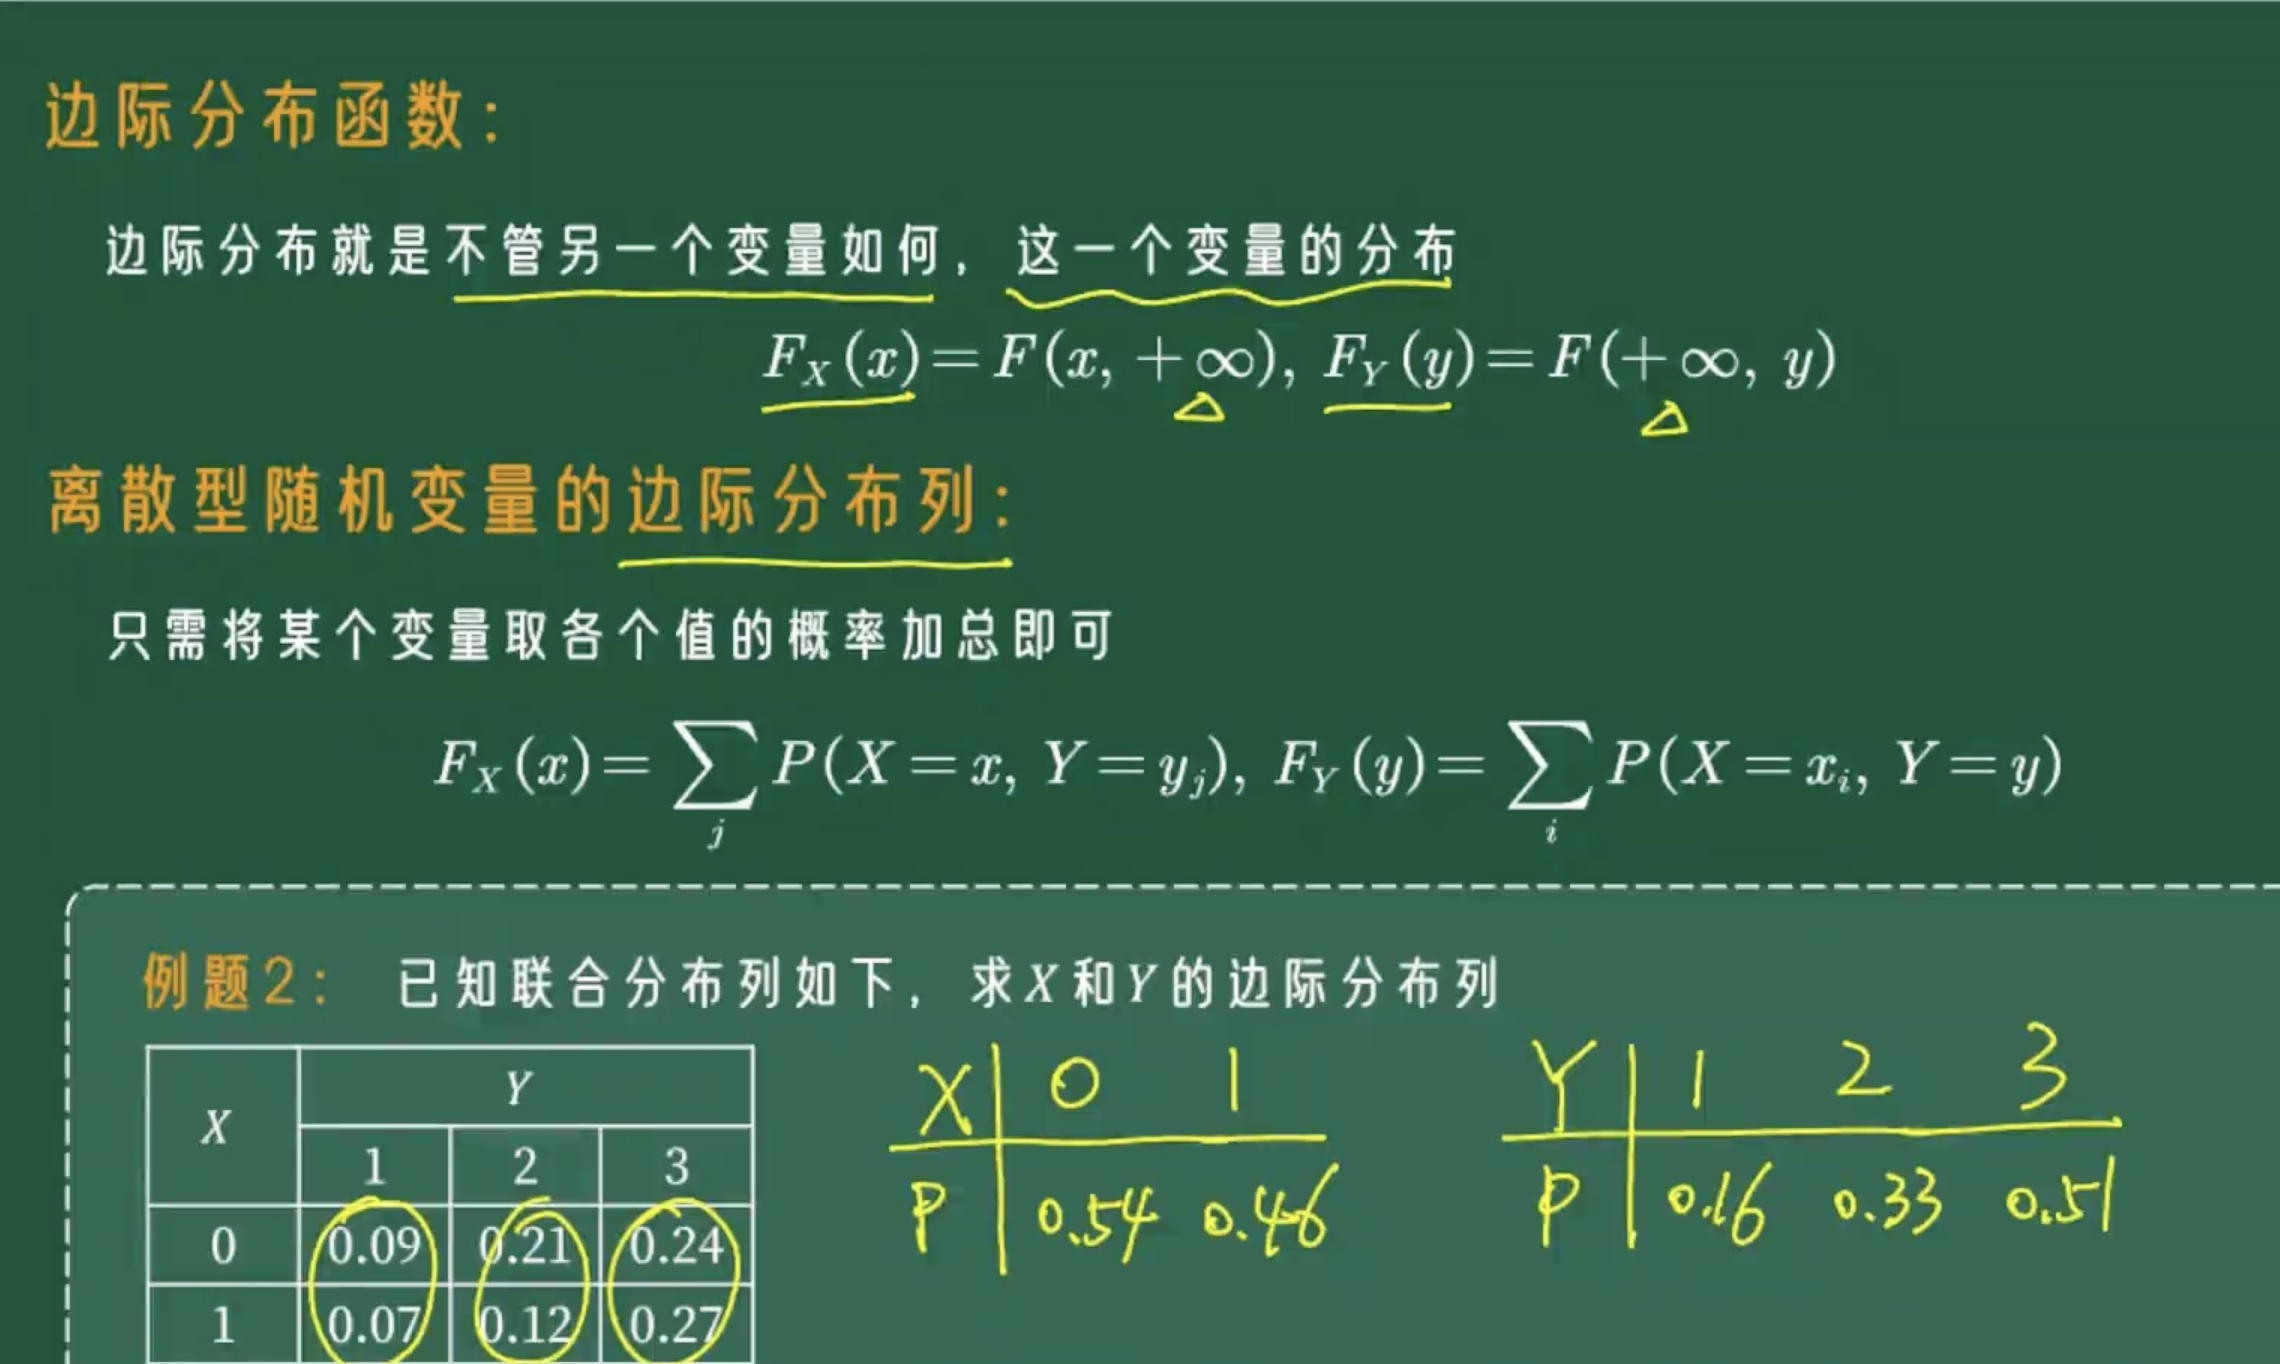 边际分布函数：
边际分布就是不管另一个变量如何，这一个变量的分布
F_X(x)=F(x, +∞), F_Y(y)=F(+∞, y)
离散型随机变量的边际分布列：
只需将某个变量取各个值的概率加总即可
F_X(x)=∑_j P(X=x, Y=y_j), F_Y(y)=∑_i P(X=x_i, Y=y)
例题2： 已知联合分布列如下，求X和Y的边际分布列
X Y
1 2 3
0 0.09 0.21 0.24
1 0.07 0.12 0.27
X 0 1
P 0.54 0.46
Y 1 2 3
P 0.16 0.33 0.51